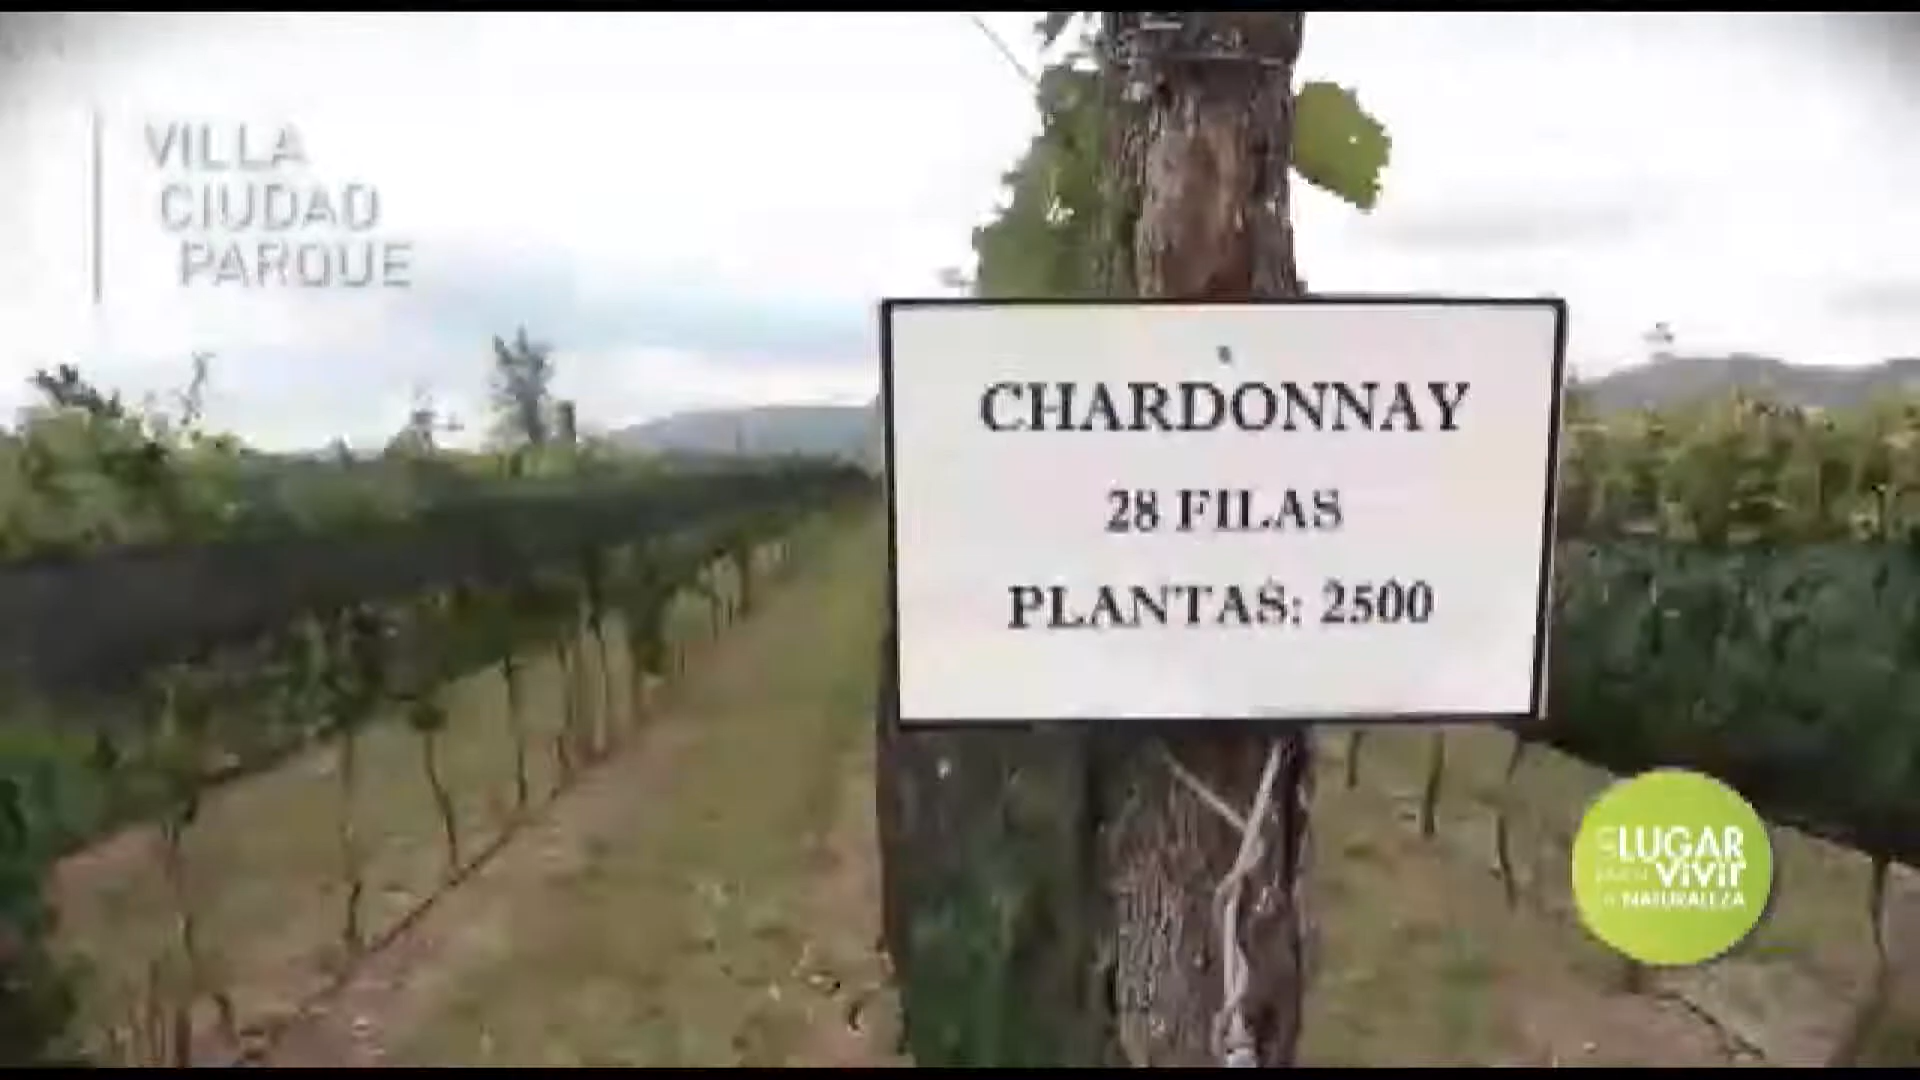 VILLA
CIUDAD
PARQUE
CHARDONNAY
28 FILAS
PLANTAS: 2500
LUGAR
vivir
NATURALEZA